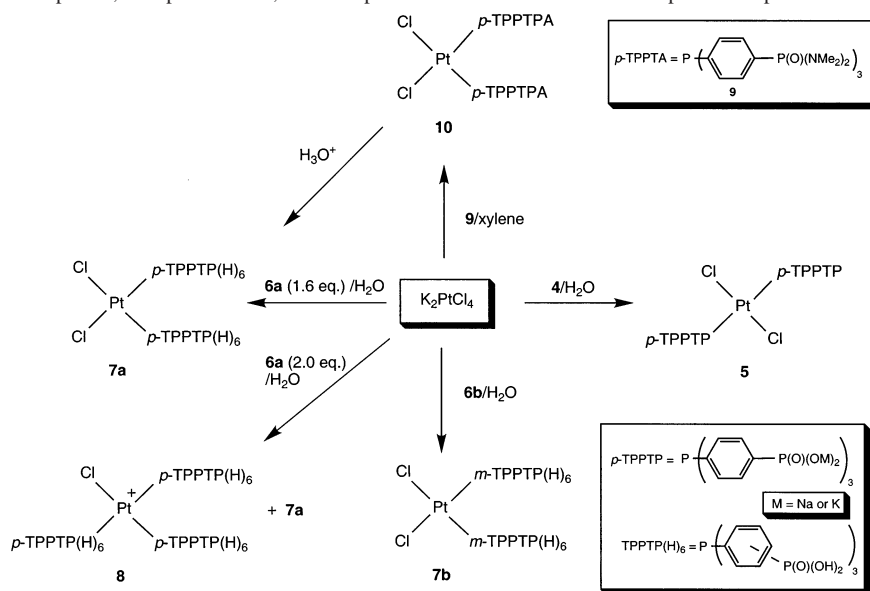 Cl
p-TPPTPA
Pt
Cl
p-TPPTPA
10
p-TPPTA = P ( P(O)(NMe2)2 )3
9
H3O+
9/xylene
Cl
p-TPPTP(H)6
Pt
Cl
p-TPPTP(H)6
7a
6a (1.6 eq.) /H2O
K2PtCl4
4/H2O
Cl
p-TPPTP
Pt
p-TPPTP
Cl
5
6a (2.0 eq.)
/H2O
6b/H2O
Cl
p-TPPTP(H)6
Pt
+
p-TPPTP(H)6
p-TPPTP(H)6
8
+ 7a
Cl
m-TPPTP(H)6
Pt
Cl
m-TPPTP(H)6
7b
p-TPPTP = P ( P(O)(OM)2 )3
M = Na or K
TPPTP(H)6 = P ( P(O)(OH)2 )3